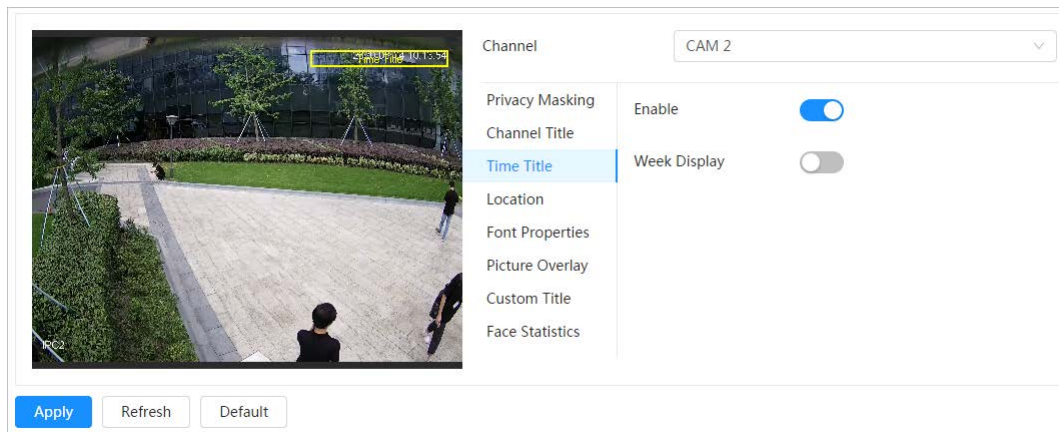 Time Title
IPC2
Channel
CAM 2
Privacy Masking
Channel Title
Time Title
Location
Font Properties
Picture Overlay
Custom Title
Face Statistics
Enable
Week Display
Apply
Refresh
Default